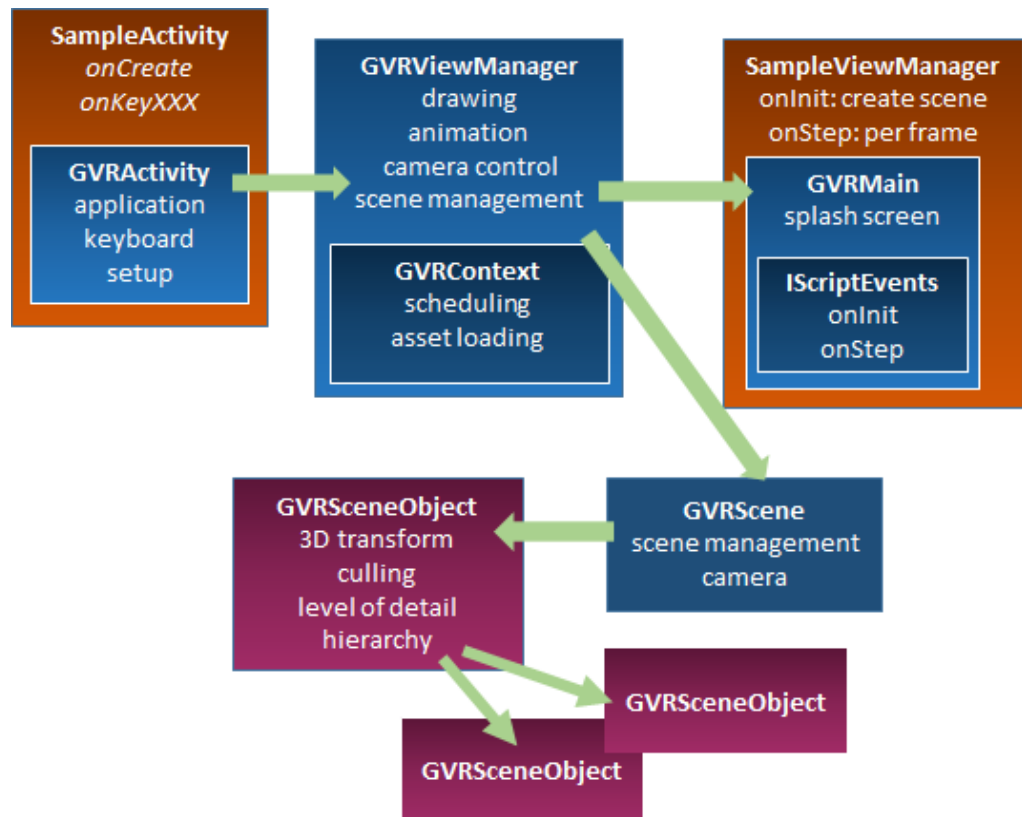 SampleActivity
onCreate
onKeyXXX
GVRActivity
application
keyboard
setup
GVRViewManager
drawing
animation
camera control
scene management
GVRContext
scheduling
asset loading
SampleViewManager
onInit: create scene
onStep: per frame
GVRMain
splash screen
IScriptEvents
onInit
onStep
GVRSceneObject
3D transform
culling
level of detail
hierarchy
GVRScene
scene management
camera
GVRSceneObject
GVRSceneObject